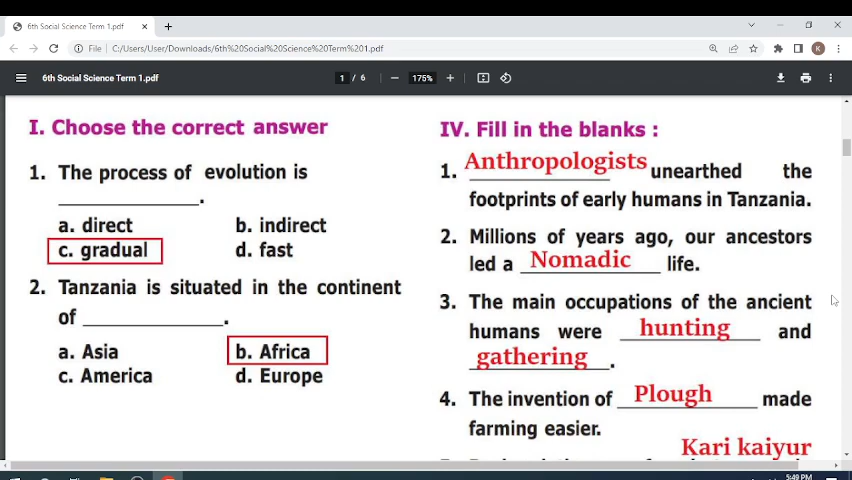 6th Social Science Term 1.pdf
File
C:/Users/User/Downloads/6th%20Social%20Science%20Term%201.pdf
K
6th Social Science Term 1.pdf
1 / 6
175%
I. Choose the correct answer
1. The process of evolution is
____________.
a. direct b. indirect
c. gradual d. fast
2. Tanzania is situated in the continent
of ____________.
a. Asia b. Africa
c. America d. Europe
IV. Fill in the blanks :
1. Anthropologists unearthed the
footprints of early humans in Tanzania.
2. Millions of years ago, our ancestors
led a Nomadic life.
3. The main occupations of the ancient
humans were hunting and
gathering.
4. The invention of Plough made
farming easier.
Kari kaiyur
5:49 PM